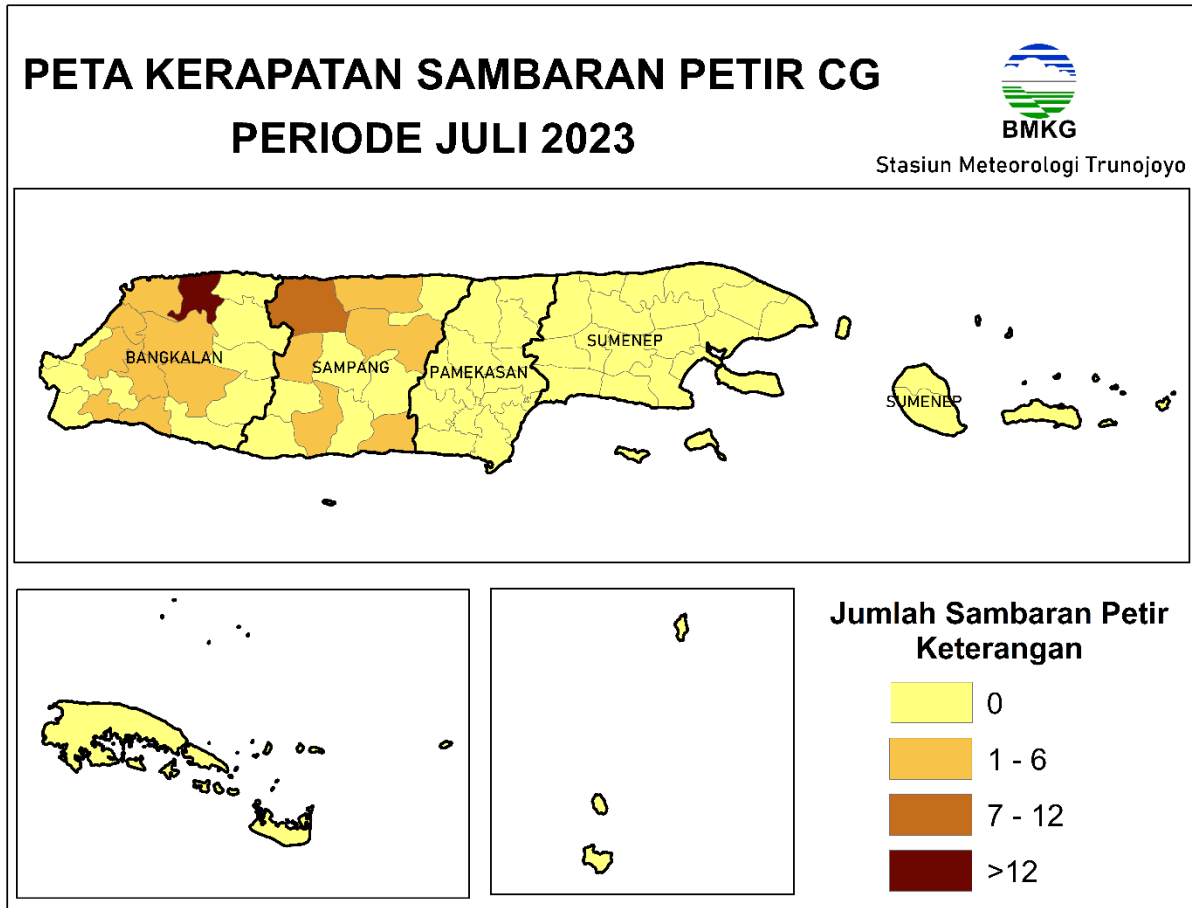 PETA KERAPATAN SAMBARAN PETIR CG
PERIODE JULI 2023
BMKG
Stasiun Meteorologi Trunojoyo
BANGKALAN
SAMPANG
PAMEKASAN
SUMENEP
SUMENEP
Jumlah Sambaran Petir
Keterangan
0
1 - 6
7 - 12
>12